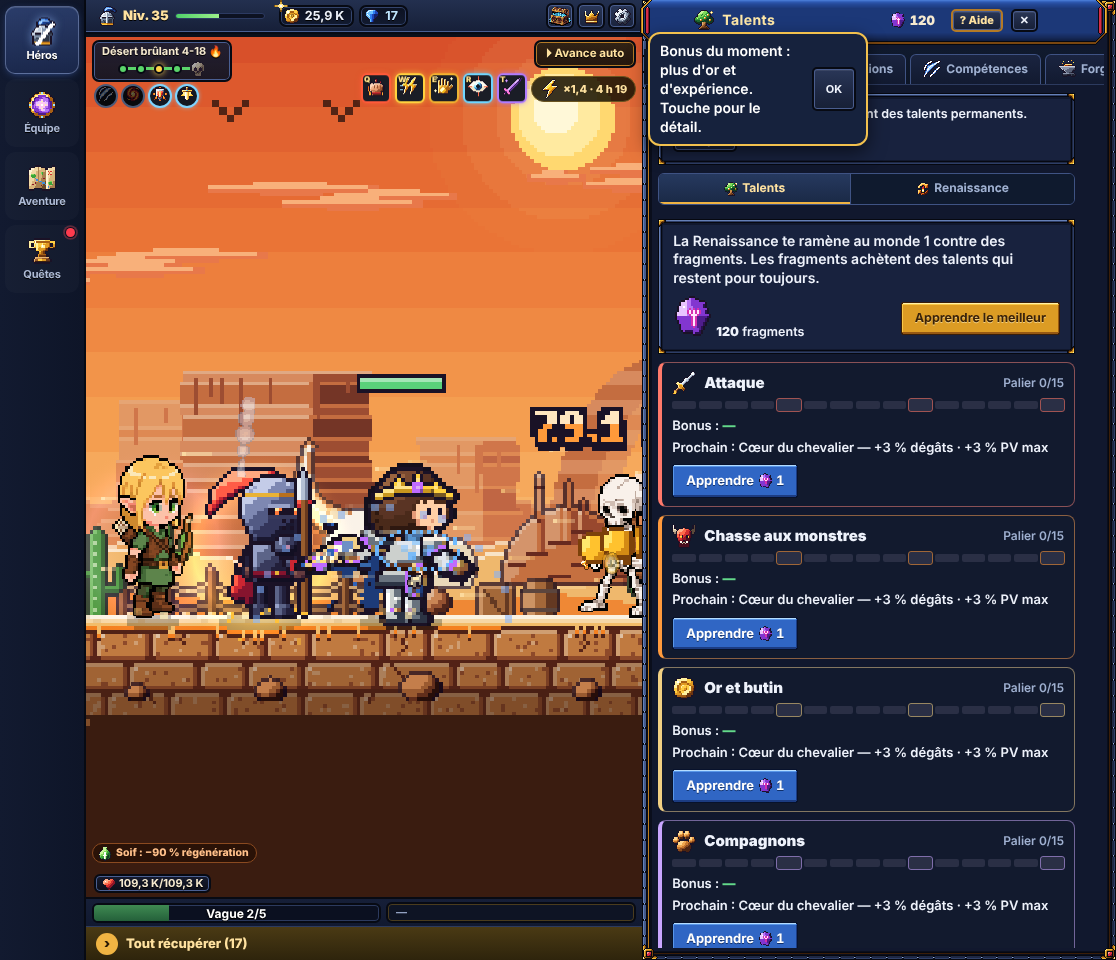 Niv. 35
25,9 K
17
Talents
120
? Aide
×
Héros
Équipe
Aventure
Quêtes
Désert brûlant 4-18
Avance auto
Q
W
E
R
×1,4 · 4 h 19
Bonus du moment :
plus d'or et
d'expérience.
Touche pour le
détail.
OK
ions
Compétences
Forg
nt des talents permanents.
Talents
Renaissance
La Renaissance te ramène au monde 1 contre des
fragments. Les fragments achètent des talents qui
restent pour toujours.
120 fragments
Apprendre le meilleur
Attaque
Palier 0/15
Bonus : —
Prochain : Cœur du chevalier — +3 % dégâts · +3 % PV max
Apprendre 1
Chasse aux monstres
Palier 0/15
Bonus : —
Prochain : Cœur du chevalier — +3 % dégâts · +3 % PV max
Apprendre 1
Or et butin
Palier 0/15
Bonus : —
Prochain : Cœur du chevalier — +3 % dégâts · +3 % PV max
Apprendre 1
Compagnons
Palier 0/15
Bonus : —
Prochain : Cœur du chevalier — +3 % dégâts · +3 % PV max
Apprendre 1
79.1
Soif : −90 % régénération
109,3 K/109,3 K
Vague 2/5
—
Tout récupérer (17)